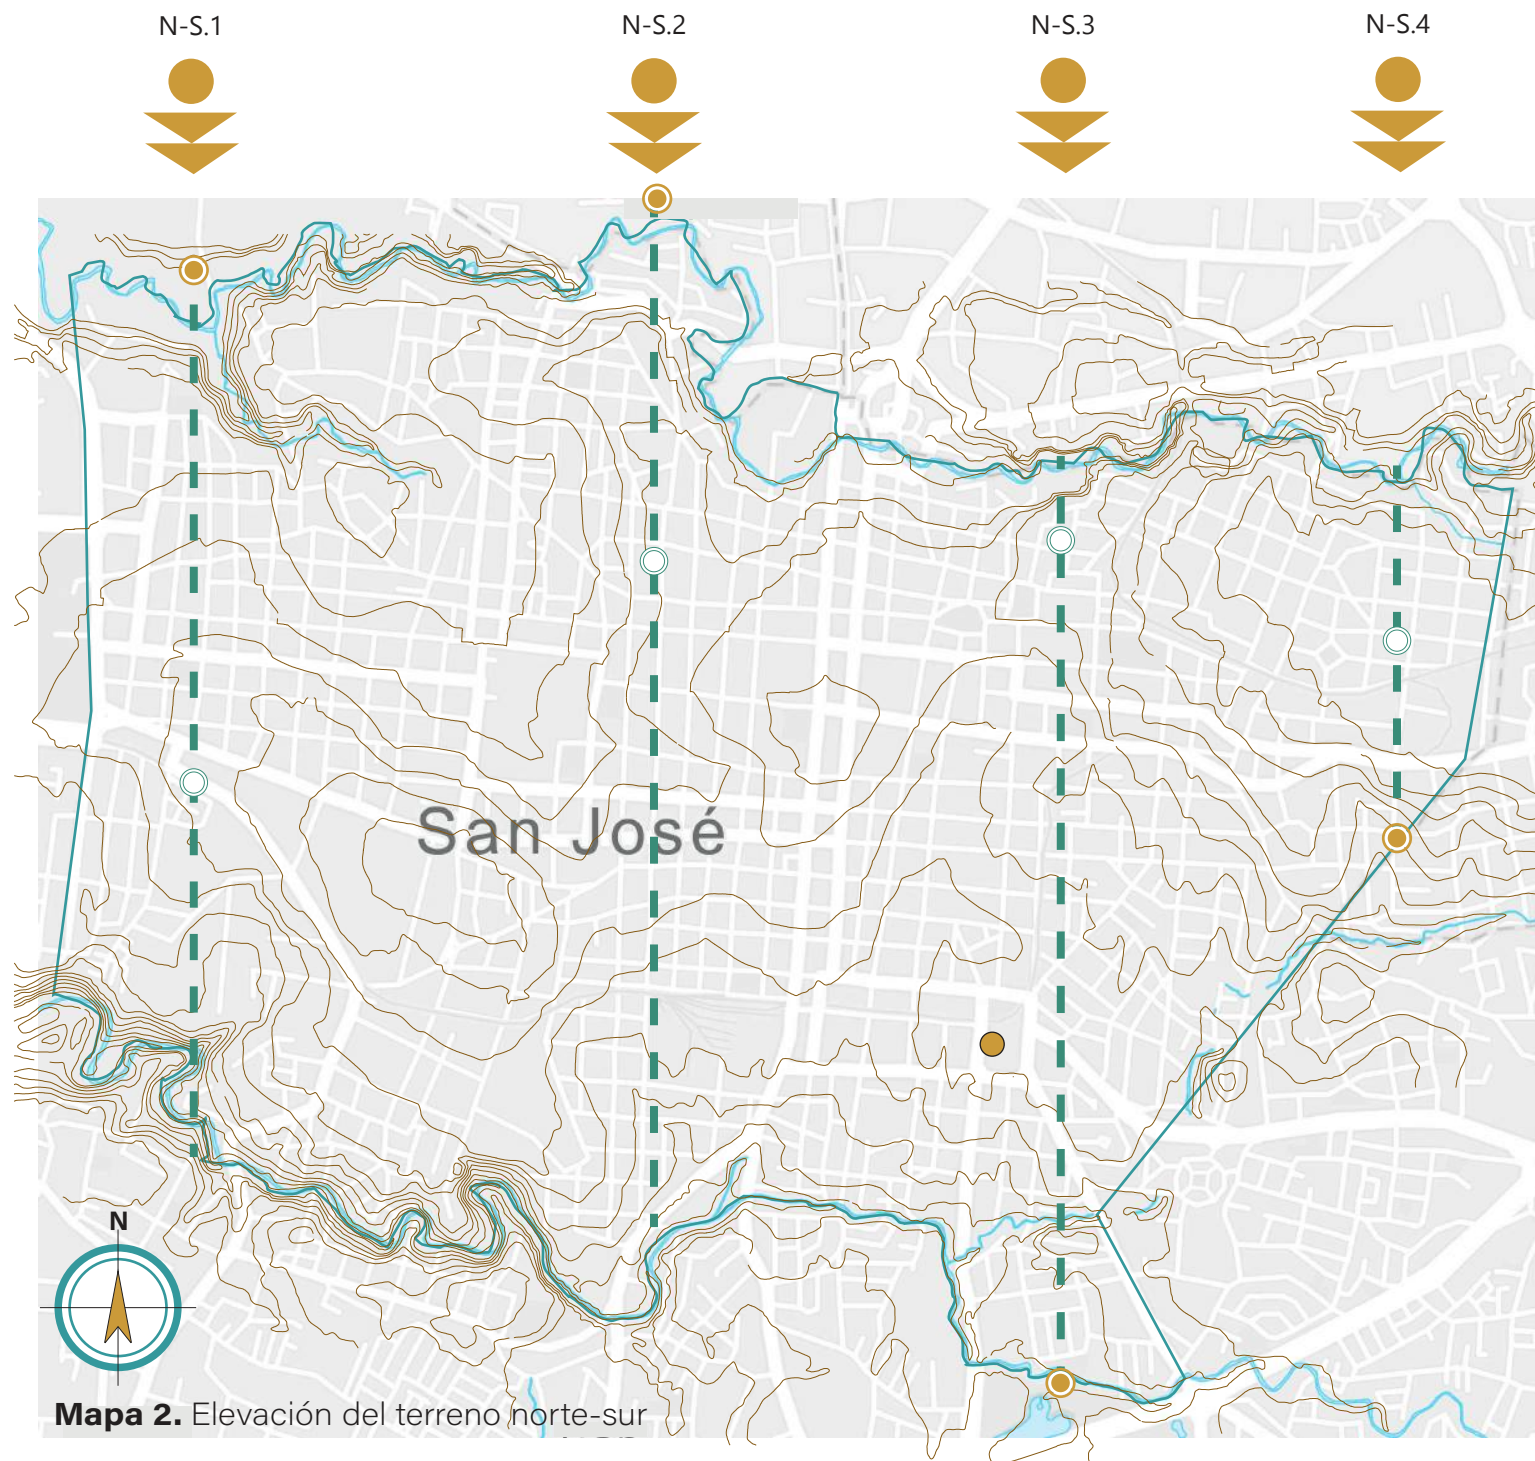 N-S.1
N-S.2
N-S.3
N-S.4
San José
N
Mapa 2. Elevación del terreno norte-sur